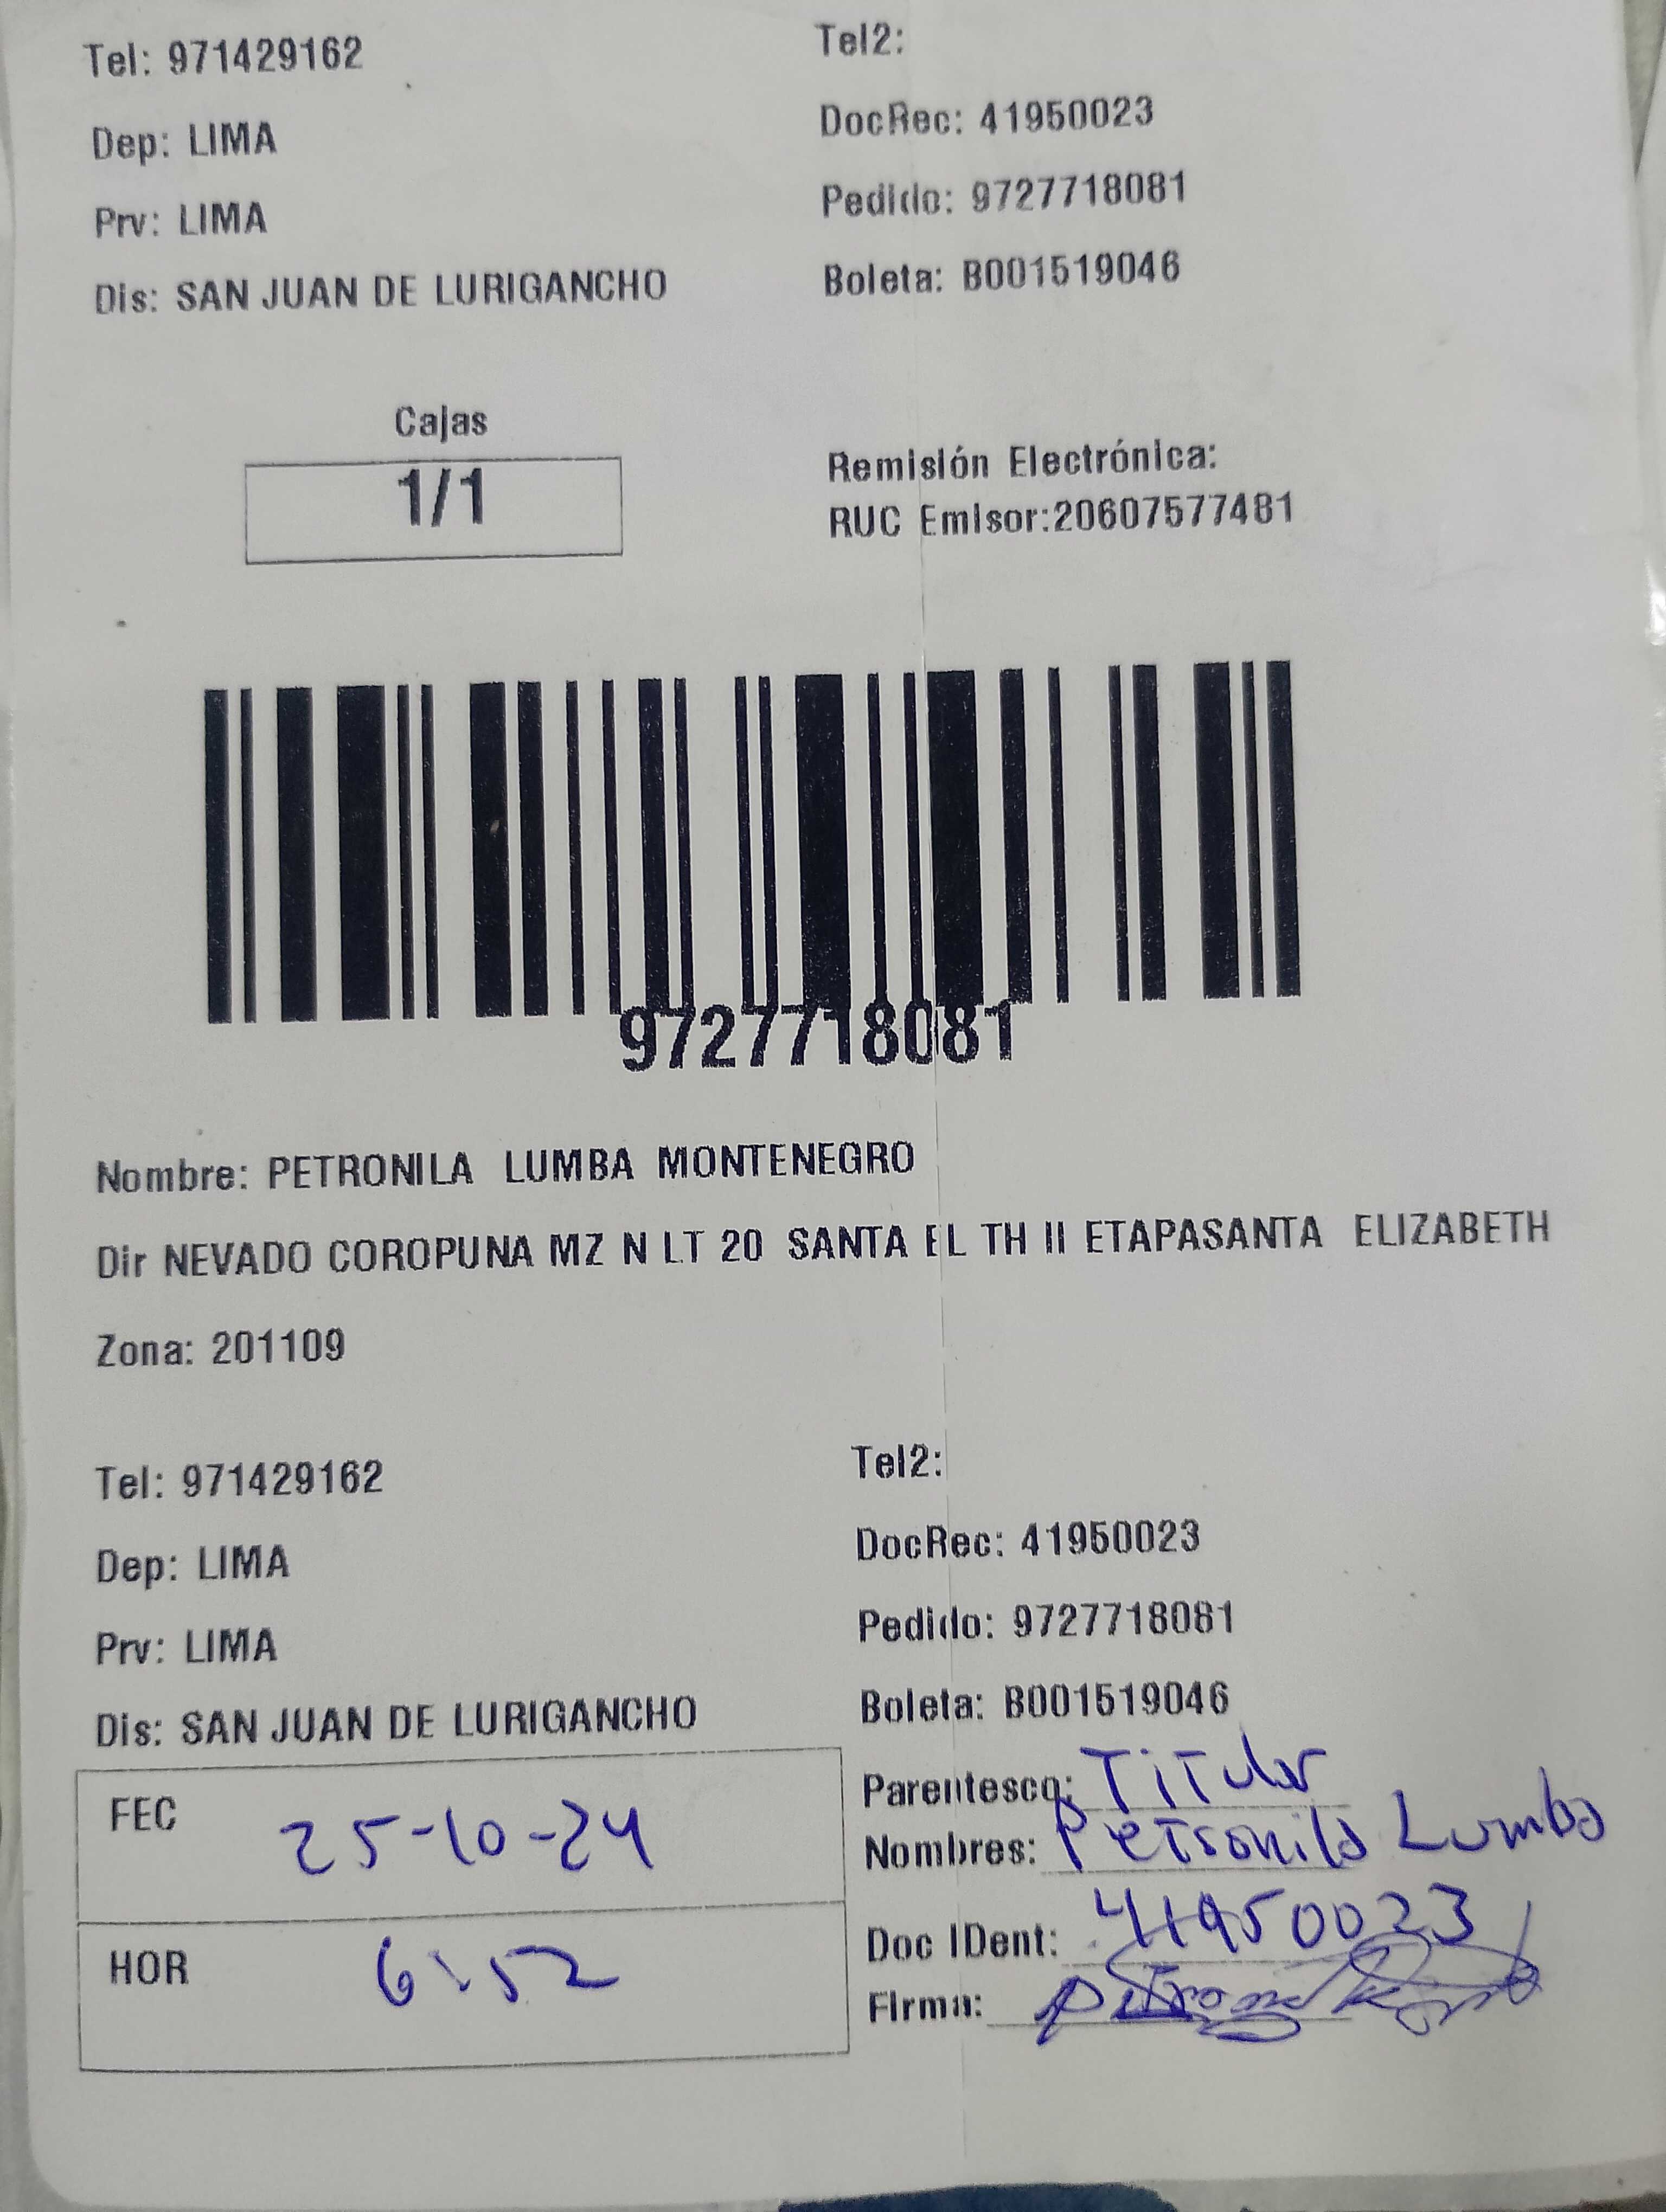 Tel: 971429162
Tel2:
Dep: LIMA
DocRec: 41950023
Prv: LIMA
Pedido: 9727718081
Dis: SAN JUAN DE LURIGANCHO
Boleta: B001519046
Cajas
1/1
Remisión Electrónica:
RUC Emisor:20607577481
9727718081
Nombre: PETRONILA LUMBA MONTENEGRO
Dir NEVADO COROPUNA MZ N LT 20 SANTA EL TH II ETAPASANTA ELIZABETH
Zona: 201109
Tel: 971429162
Tel2:
Dep: LIMA
DocRec: 41950023
Prv: LIMA
Pedido: 9727718081
Dis: SAN JUAN DE LURIGANCHO
Boleta: B001519046
FEC 25-10-24
Parentesco: Titular
Nombres: Petronila Lumba
HOR 6:52
Doc IDent: 41950023
Firma: